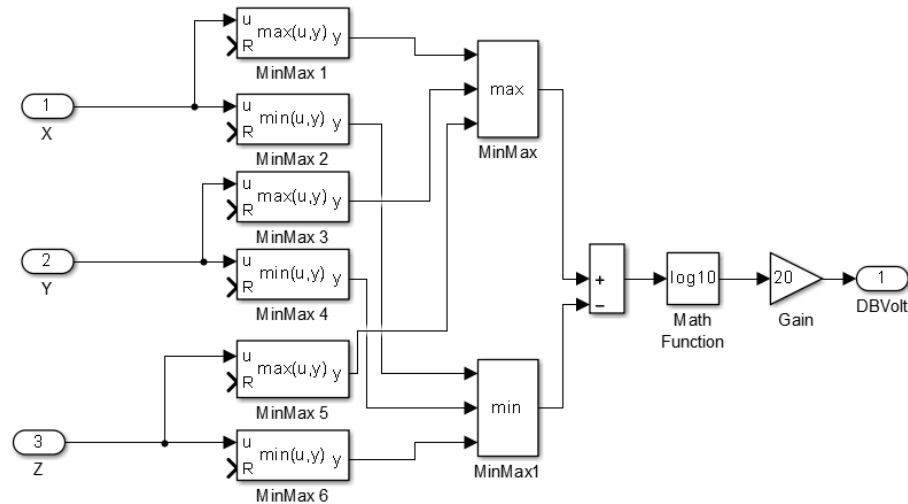 1
X
2
Y
3
Z
u
R
max(u,y) y
MinMax 1
u
R
min(u,y) y
MinMax 2
u
R
max(u,y) y
MinMax 3
u
R
min(u,y) y
MinMax 4
u
R
max(u,y) y
MinMax 5
u
R
min(u,y) y
MinMax 6
max
MinMax
min
MinMax1
+
−
log10
Math
Function
20
Gain
1
DBVolt